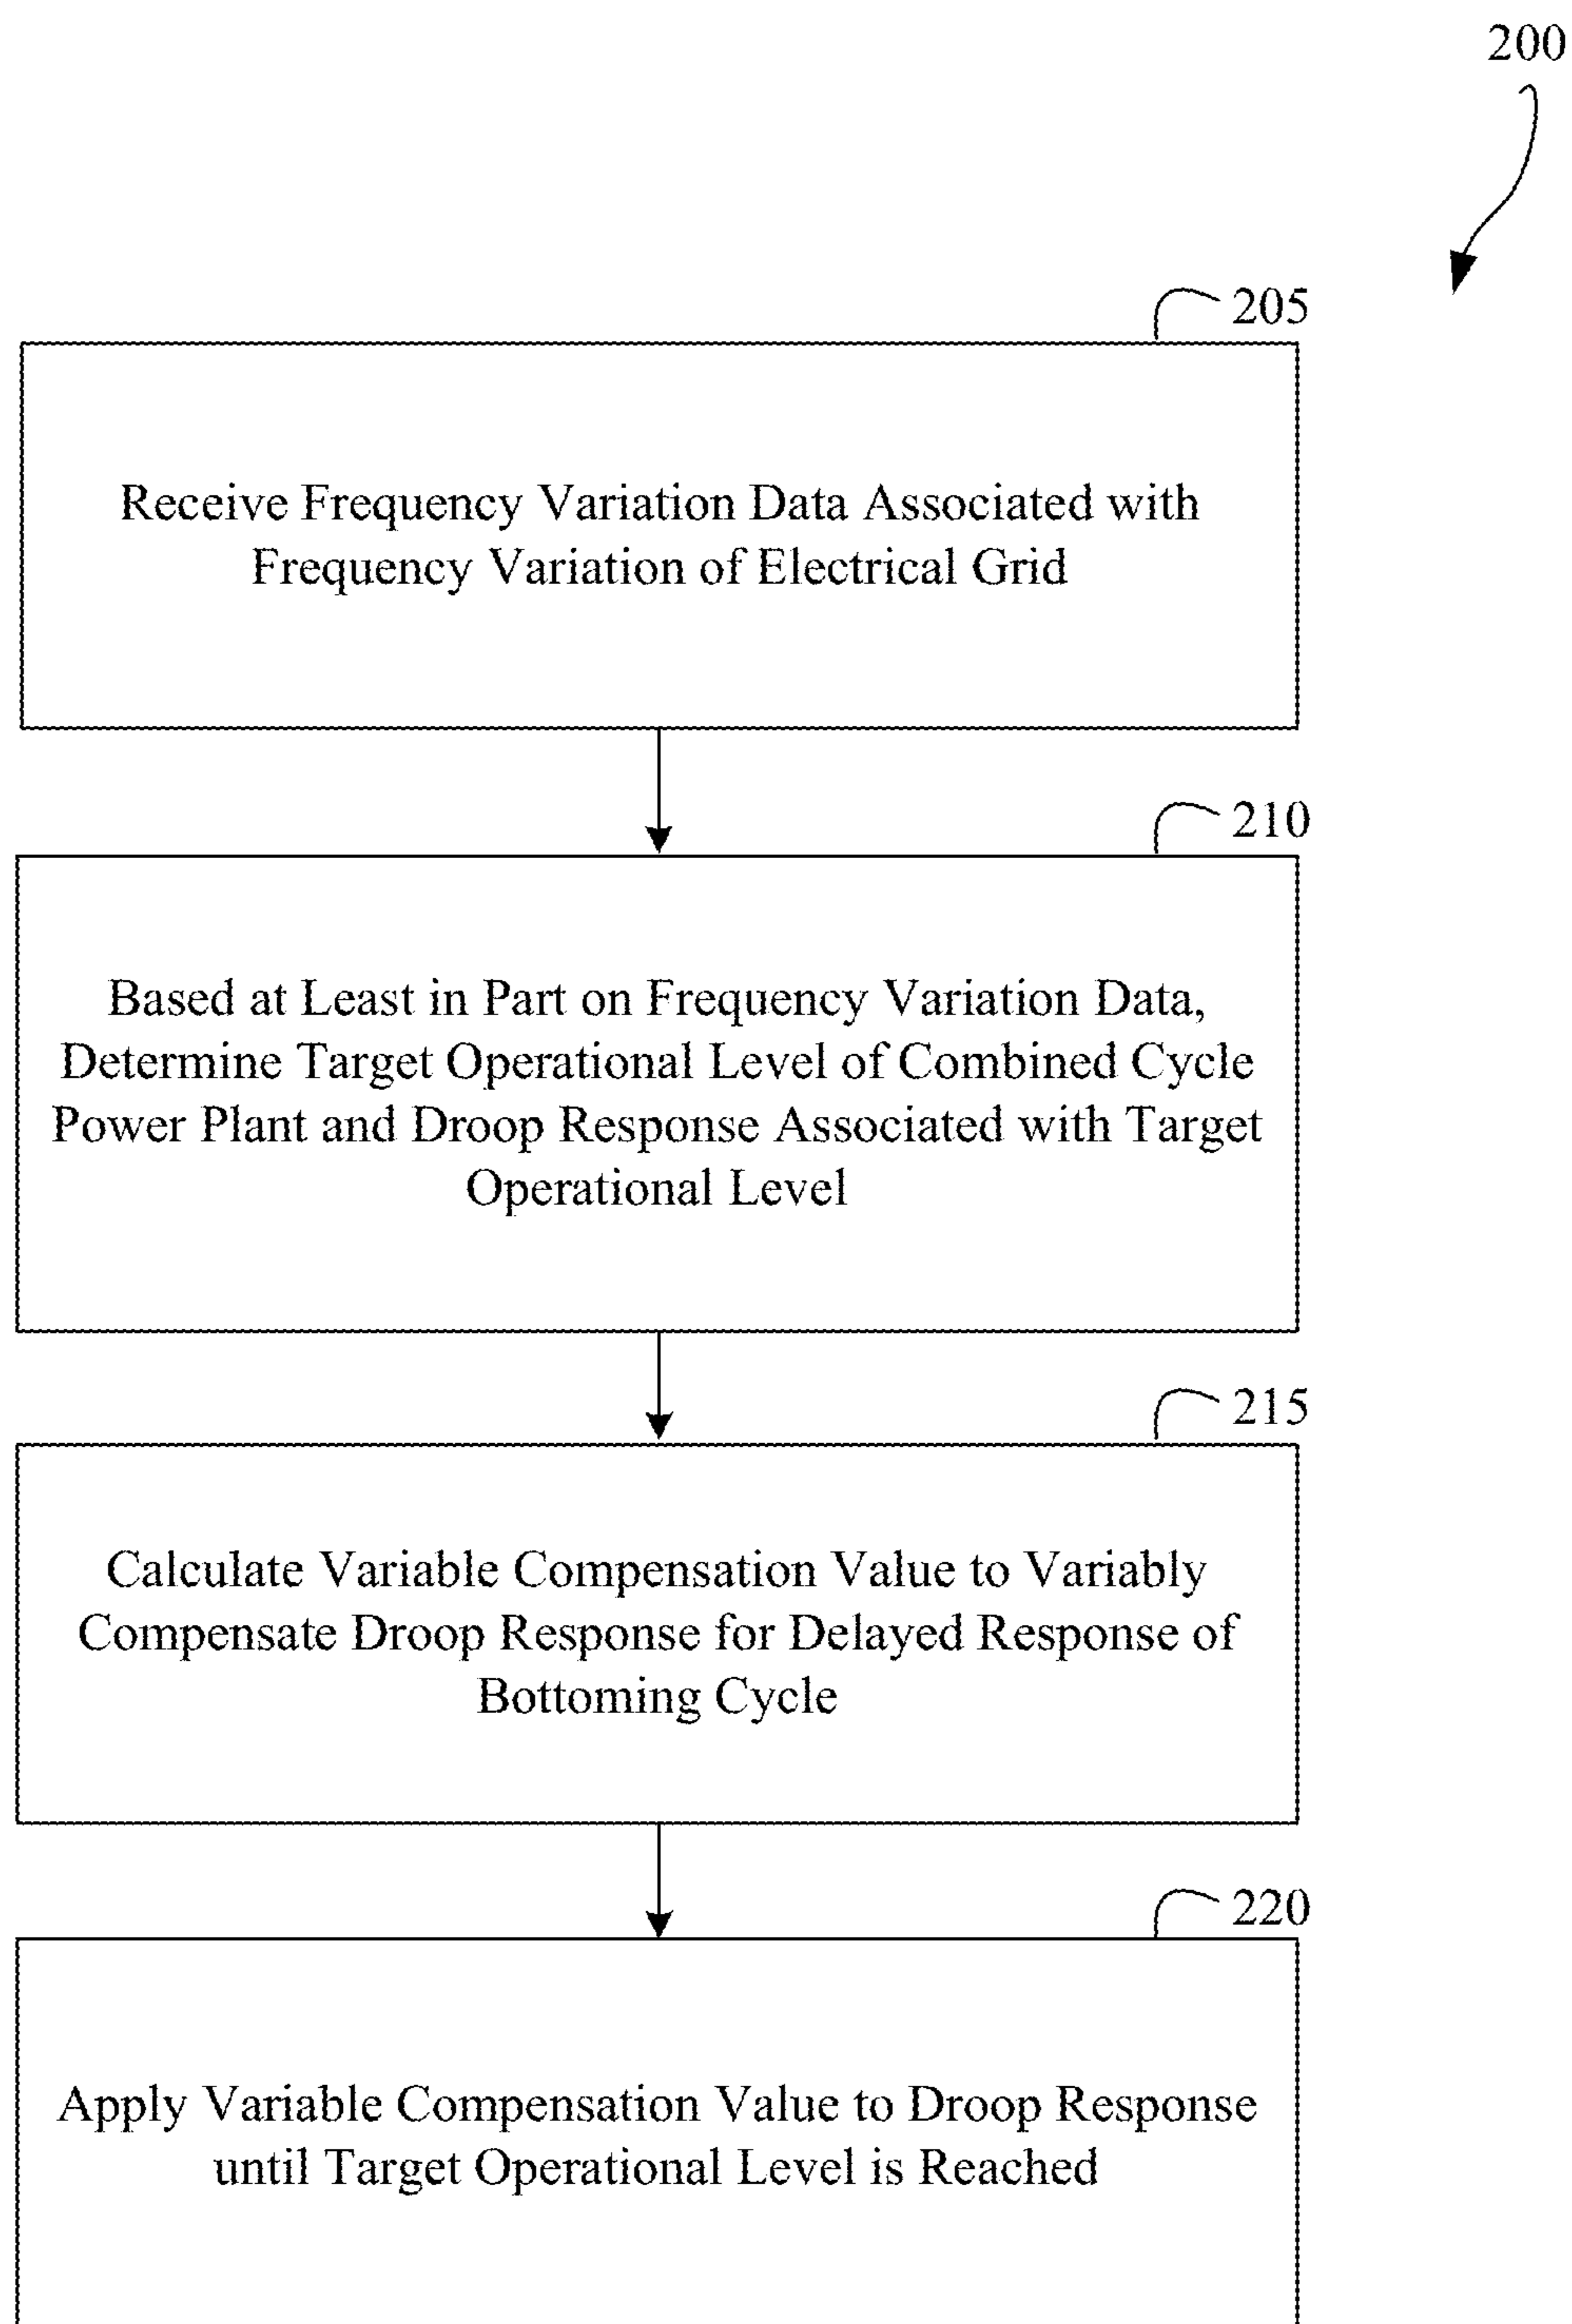 200
205
Receive Frequency Variation Data Associated with
Frequency Variation of Electrical Grid
210
Based at Least in Part on Frequency Variation Data,
Determine Target Operational Level of Combined Cycle
Power Plant and Droop Response Associated with Target
Operational Level
215
Calculate Variable Compensation Value to Variably
Compensate Droop Response for Delayed Response of
Bottoming Cycle
220
Apply Variable Compensation Value to Droop Response
until Target Operational Level is Reached